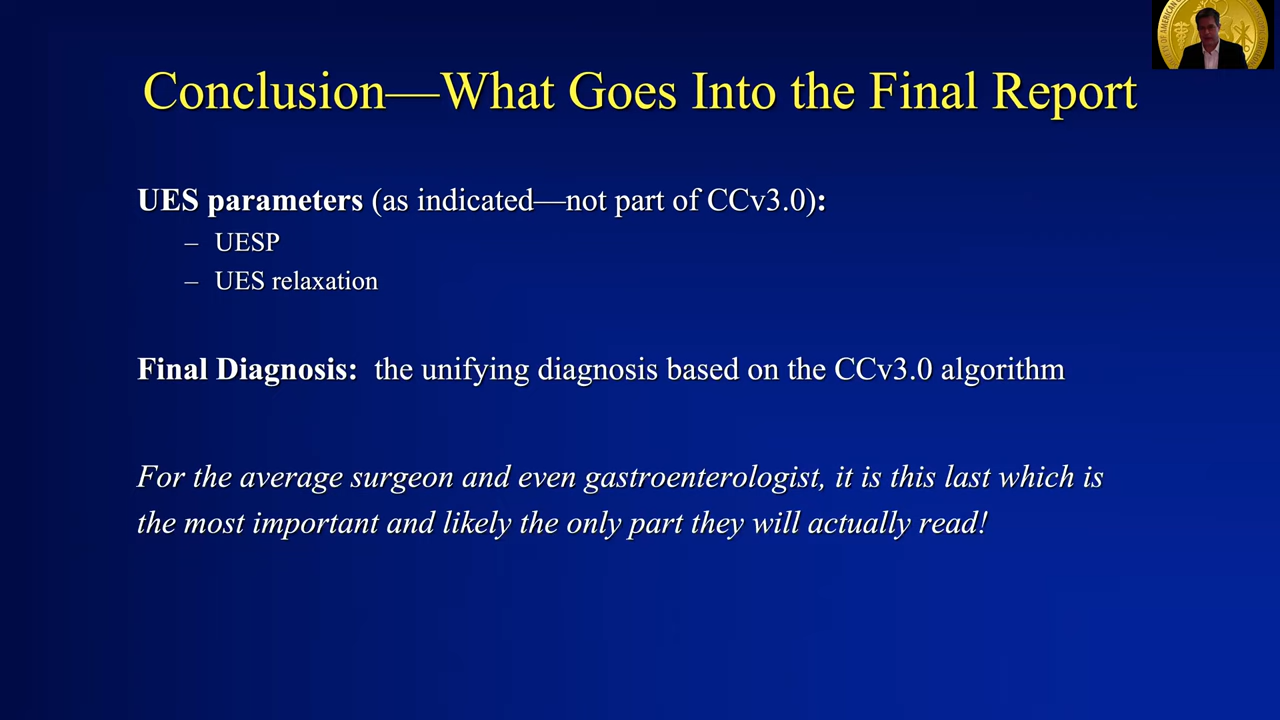 Conclusion—What Goes Into the Final Report
UES parameters (as indicated—not part of CCv3.0):
– UESP
– UES relaxation
Final Diagnosis: the unifying diagnosis based on the CCv3.0 algorithm
For the average surgeon and even gastroenterologist, it is this last which is
the most important and likely the only part they will actually read!